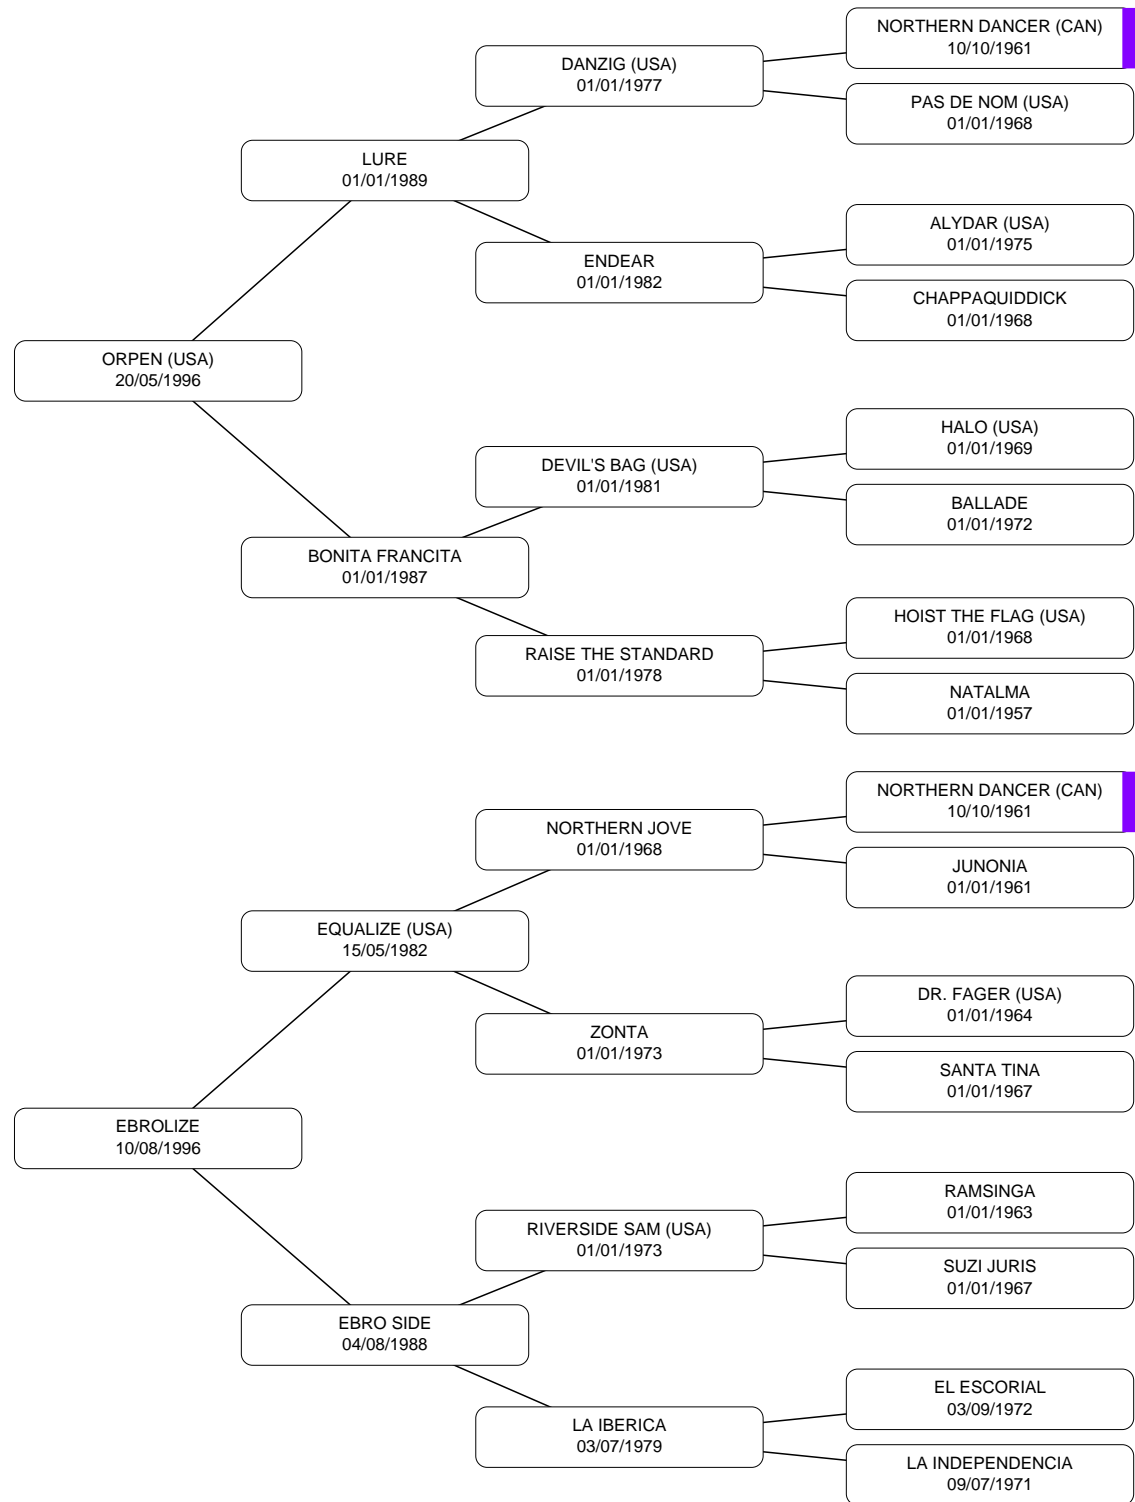 NORTHERN DANCER (CAN)
10/10/1961
DANZIG (USA)
01/01/1977
PAS DE NOM (USA)
01/01/1968
LURE
01/01/1989
ALYDAR (USA)
01/01/1975
ENDEAR
01/01/1982
CHAPPAQUIDDICK
01/01/1968
ORPEN (USA)
20/05/1996
HALO (USA)
01/01/1969
DEVIL'S BAG (USA)
01/01/1981
BALLADE
01/01/1972
BONITA FRANCITA
01/01/1987
HOIST THE FLAG (USA)
01/01/1968
RAISE THE STANDARD
01/01/1978
NATALMA
01/01/1957
NORTHERN DANCER (CAN)
10/10/1961
NORTHERN JOVE
01/01/1968
JUNONIA
01/01/1961
EQUALIZE (USA)
15/05/1982
DR. FAGER (USA)
01/01/1964
ZONTA
01/01/1973
SANTA TINA
01/01/1967
EBROLIZE
10/08/1996
RAMSINGA
01/01/1963
RIVERSIDE SAM (USA)
01/01/1973
SUZI JURIS
01/01/1967
EBRO SIDE
04/08/1988
EL ESCORIAL
03/09/1972
LA IBERICA
03/07/1979
LA INDEPENDENCIA
09/07/1971